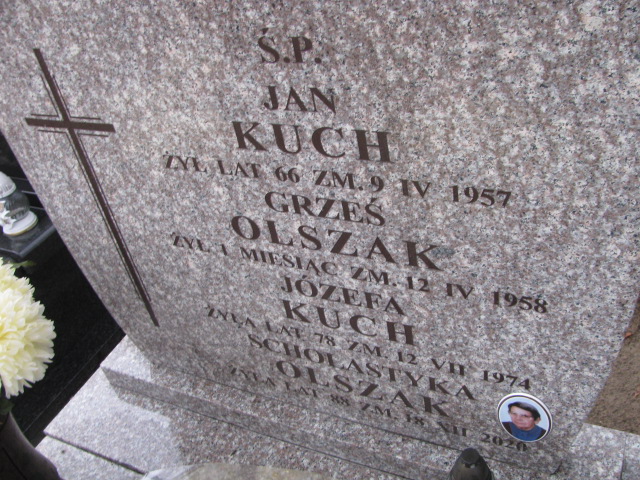 Ś.P.
JAN
KUCH
ŻYŁ LAT 66 ZM. 9 IV 1957
GRZEŚ
OLSZAK
ŻYŁ 1 MIESIĄC ZM. 12 IV 1958
JÓZEFA
KUCH
ŻYŁA LAT 78 ZM. 12 VII 1974
SCHOLASTYKA
OLSZAK
ŻYŁA LAT 88 ZM. 18 XII 2020